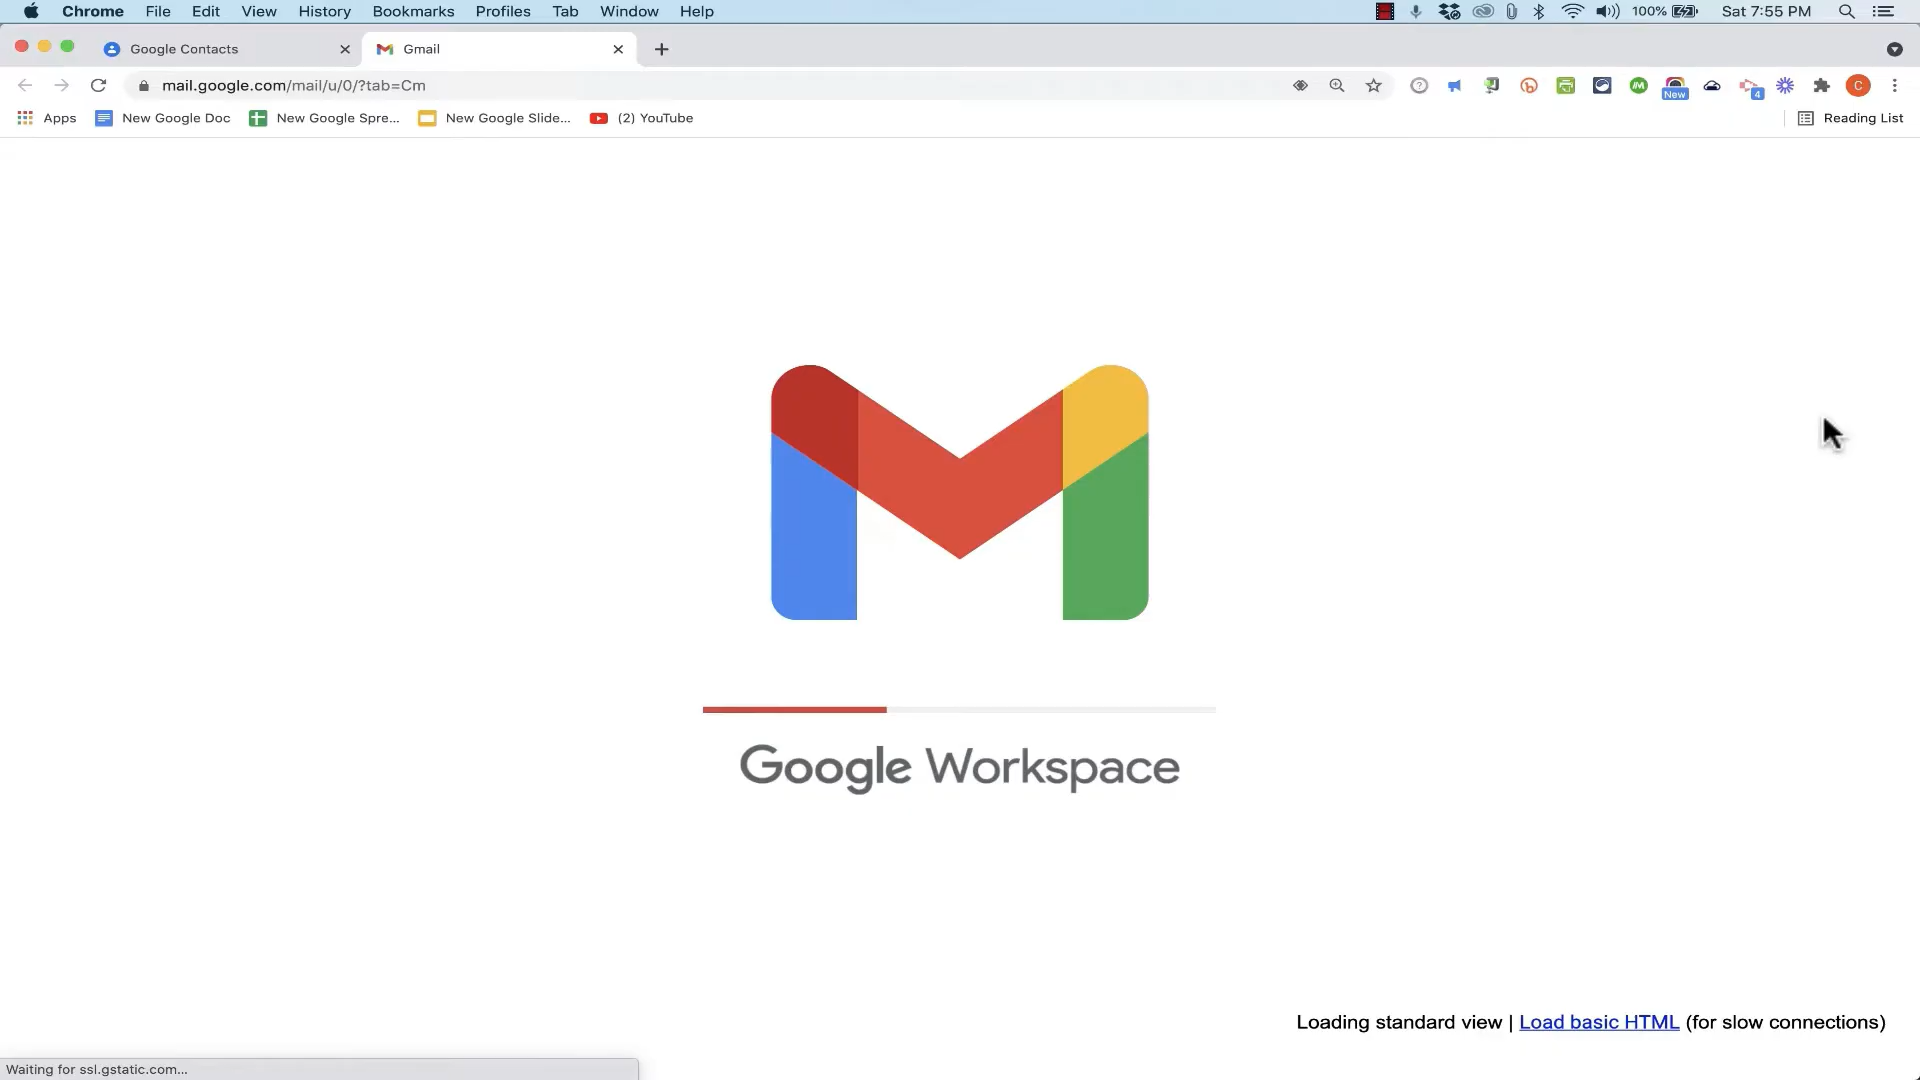 Chrome File Edit View History Bookmarks Profiles Tab Window Help 100% Sat 7:55 PM
Google Contacts Gmail
mail.google.com/mail/u/0/?tab=Cm New 4 C
Apps New Google Doc New Google Spre... New Google Slide... (2) YouTube Reading List
Google Workspace
Loading standard view | Load basic HTML (for slow connections)
Waiting for ssl.gstatic.com...